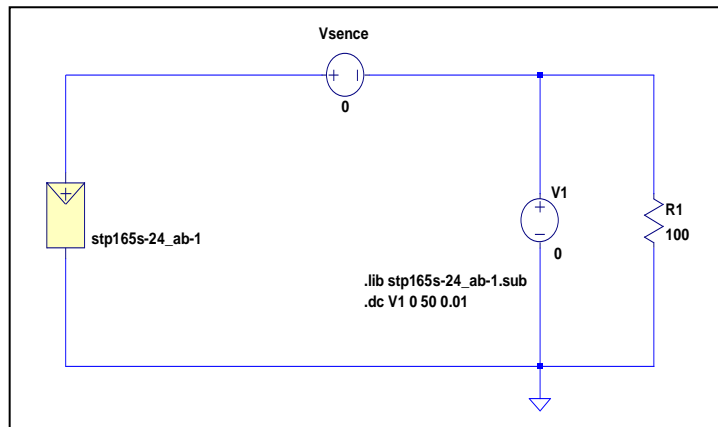 Vsence
0
stp165s-24_ab-1
V1
0
R1
100
.lib stp165s-24_ab-1.sub
.dc V1 0 50 0.01